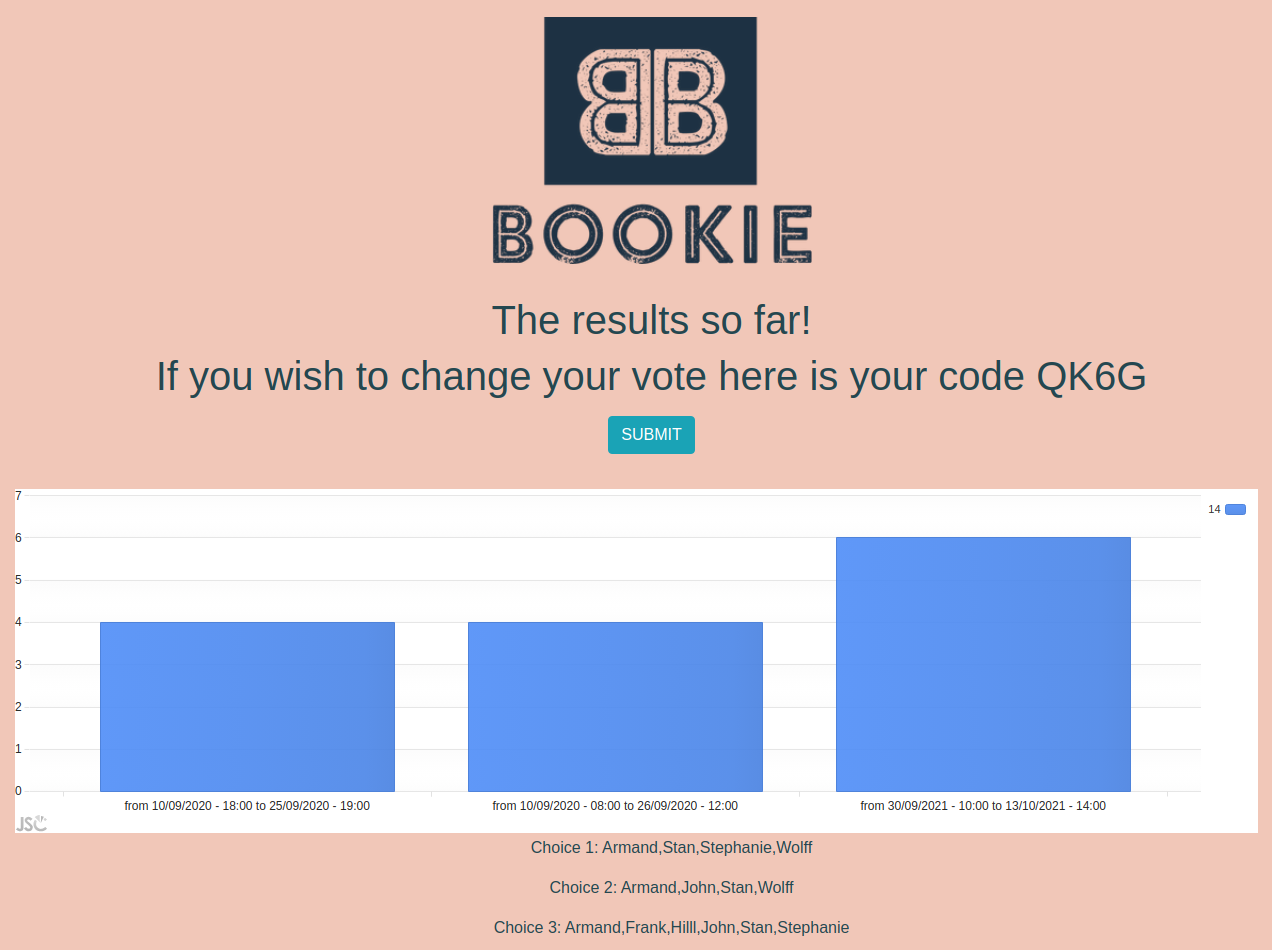 BB
BOOKIE
The results so far!
If you wish to change your vote here is your code QK6G
SUBMIT
7
14
6
5
4
3
2
1
0
from 10/09/2020 - 18:00 to 25/09/2020 - 19:00
from 10/09/2020 - 08:00 to 26/09/2020 - 12:00
from 30/09/2021 - 10:00 to 13/10/2021 - 14:00
JSC
Choice 1: Armand,Stan,Stephanie,Wolff
Choice 2: Armand,John,Stan,Wolff
Choice 3: Armand,Frank,Hilll,John,Stan,Stephanie